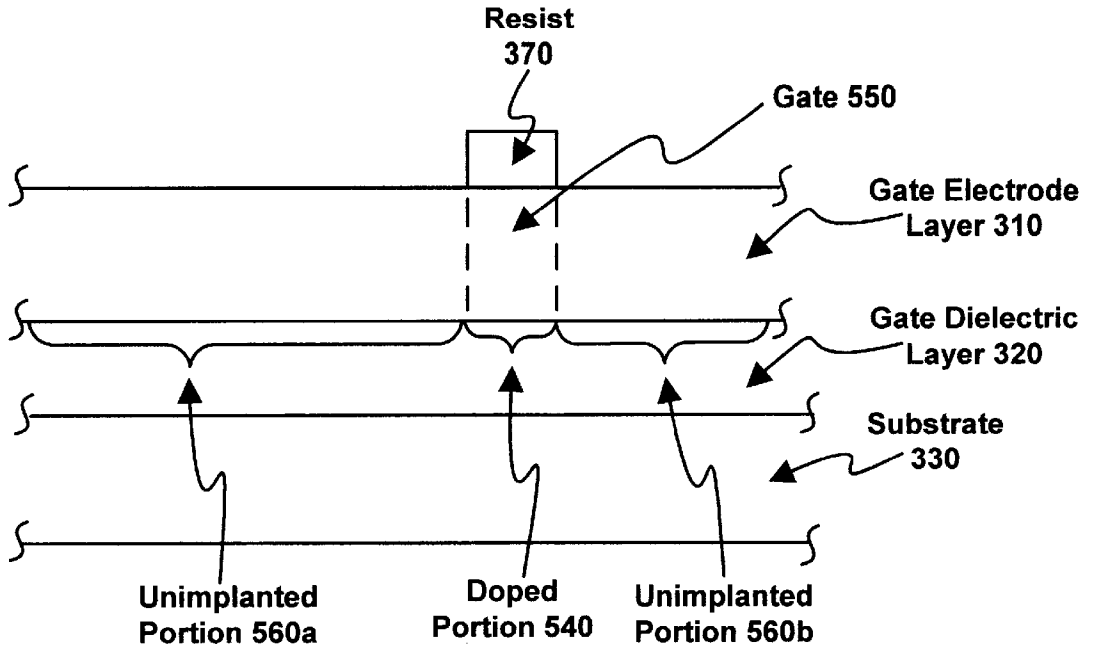 Resist
370
Gate 550
Gate Electrode
Layer 310
Gate Dielectric
Layer 320
Substrate
330
Unimplanted
Portion 560a
Doped
Portion 540
Unimplanted
Portion 560b